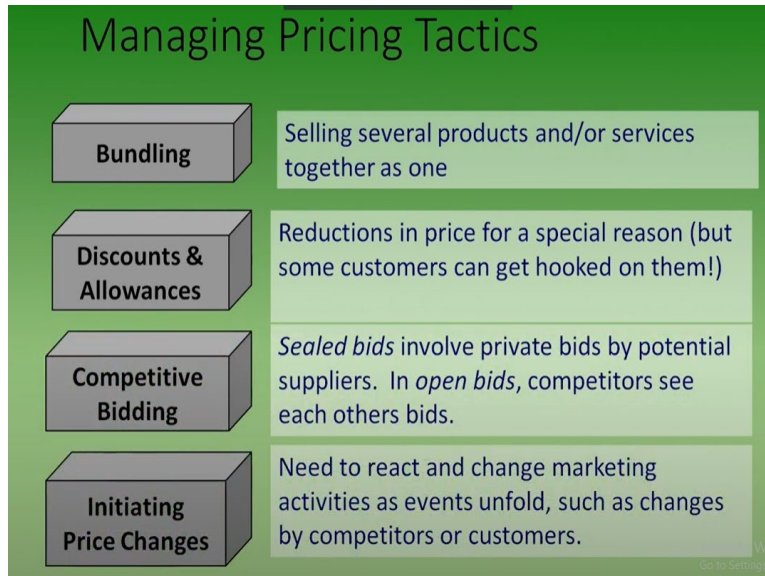 Managing Pricing Tactics
Bundling
Selling several products and/or services
together as one
Discounts &
Allowances
Reductions in price for a special reason (but
some customers can get hooked on them!)
Competitive
Bidding
Sealed bids involve private bids by potential
suppliers. In open bids, competitors see
each others bids.
Initiating
Price Changes
Need to react and change marketing
activities as events unfold, such as changes
by competitors or customers.
Go to Setting